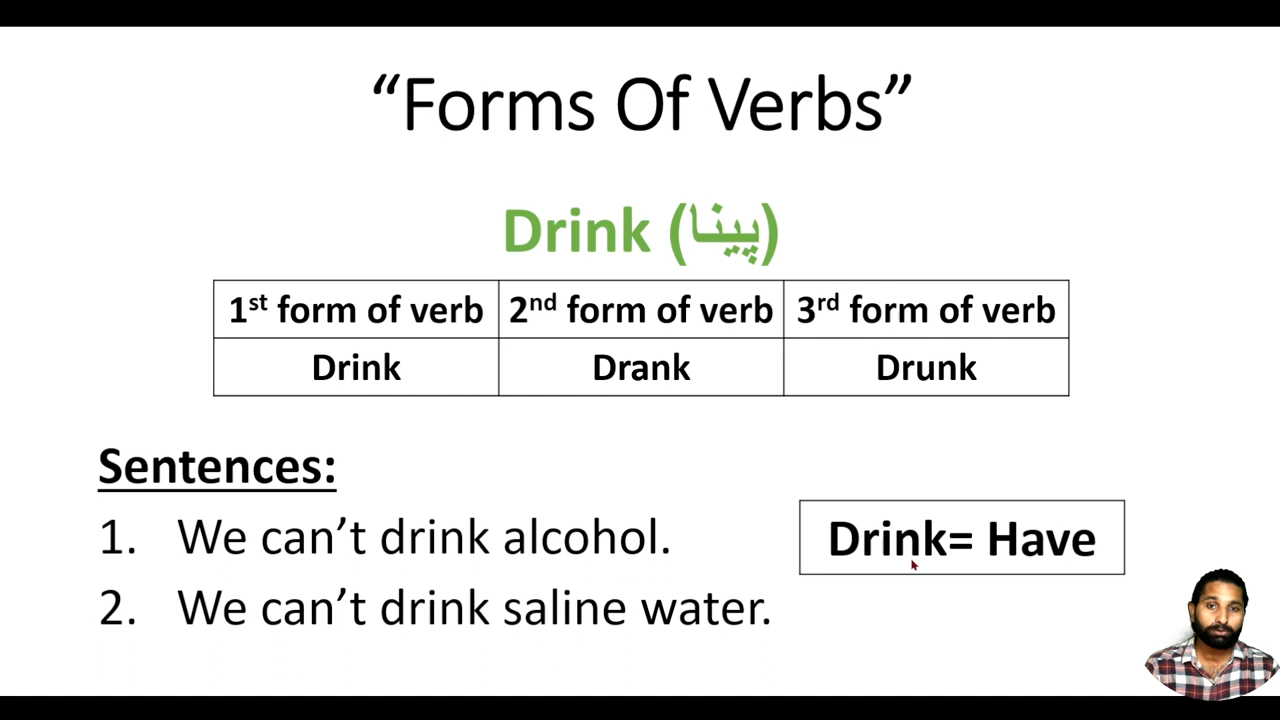 “Forms Of Verbs”
Drink (پینا)
1st form of verb 2nd form of verb 3rd form of verb
Drink Drank Drunk
Sentences:
1. We can’t drink alcohol.
Drink= Have
2. We can’t drink saline water.